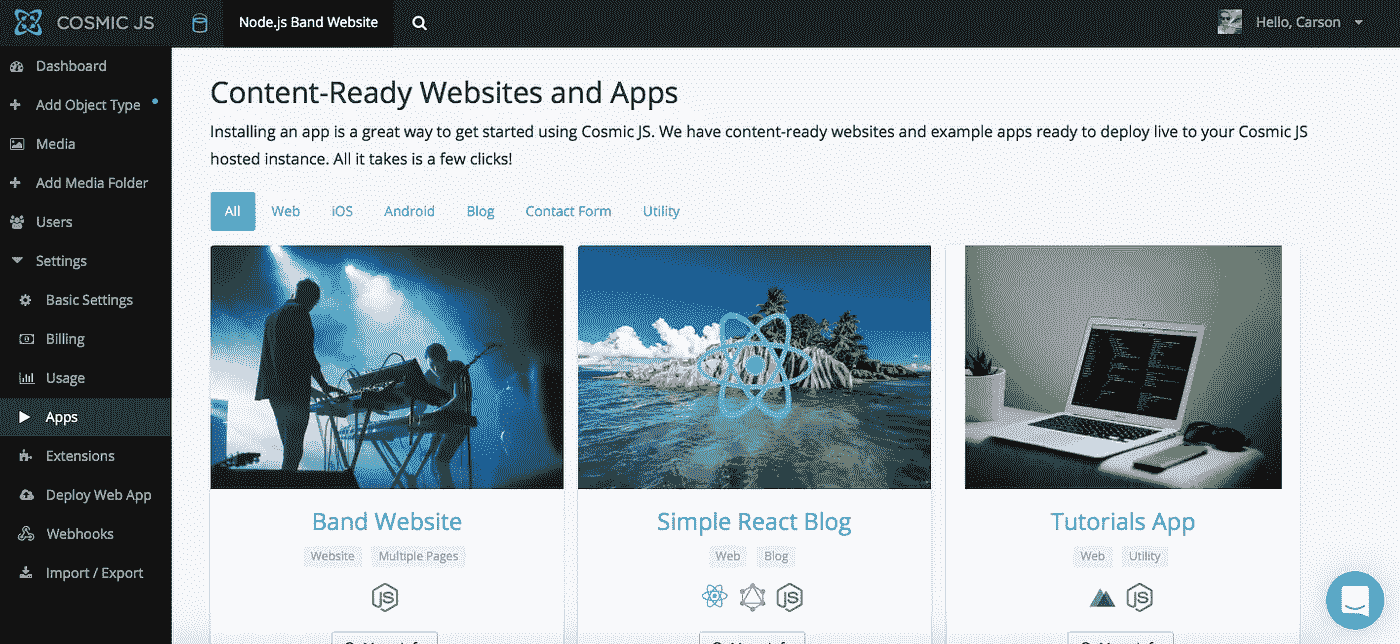 COSMIC JS
Node.js Band Website
Hello, Carson
Dashboard
Add Object Type
Media
Add Media Folder
Users
Settings
Basic Settings
Billing
Usage
Apps
Extensions
Deploy Web App
Webhooks
Import / Export
Content-Ready Websites and Apps
Installing an app is a great way to get started using Cosmic JS. We have content-ready websites and example apps ready to deploy live to your Cosmic JS
hosted instance. All it takes is a few clicks!
All Web iOS Android Blog Contact Form Utility
Band Website
Website Multiple Pages
JS
Simple React Blog
Web Blog
JS
Tutorials App
Web Utility
JS